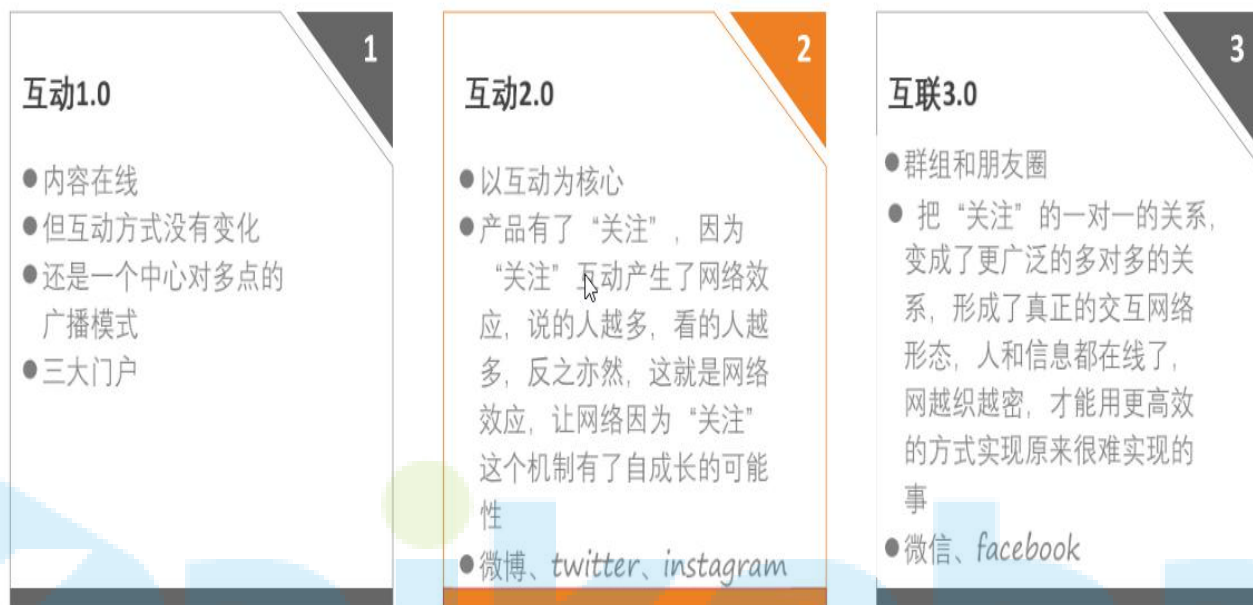 1
互动1.0
●内容在线
●但互动方式没有变化
●还是一个中心对多点的
广播模式
●三大门户
2
互动2.0
●以互动为核心
●产品有了“关注”，因为
“关注”互动产生了网络效
应，说的人越多，看的人越
多，反之亦然，这就是网络
效应，让网络因为“关注”
这个机制有了自成长的可能
性
●微博、twitter、instagram
3
互联3.0
●群组和朋友圈
●把“关注”的一对一的关系，
变成了更广泛的多对多的关
系，形成了真正的交互网络
形态，人和信息都在线了，
网越织越密，才能用更高效
的方式实现原来很难实现的
事
●微信、facebook